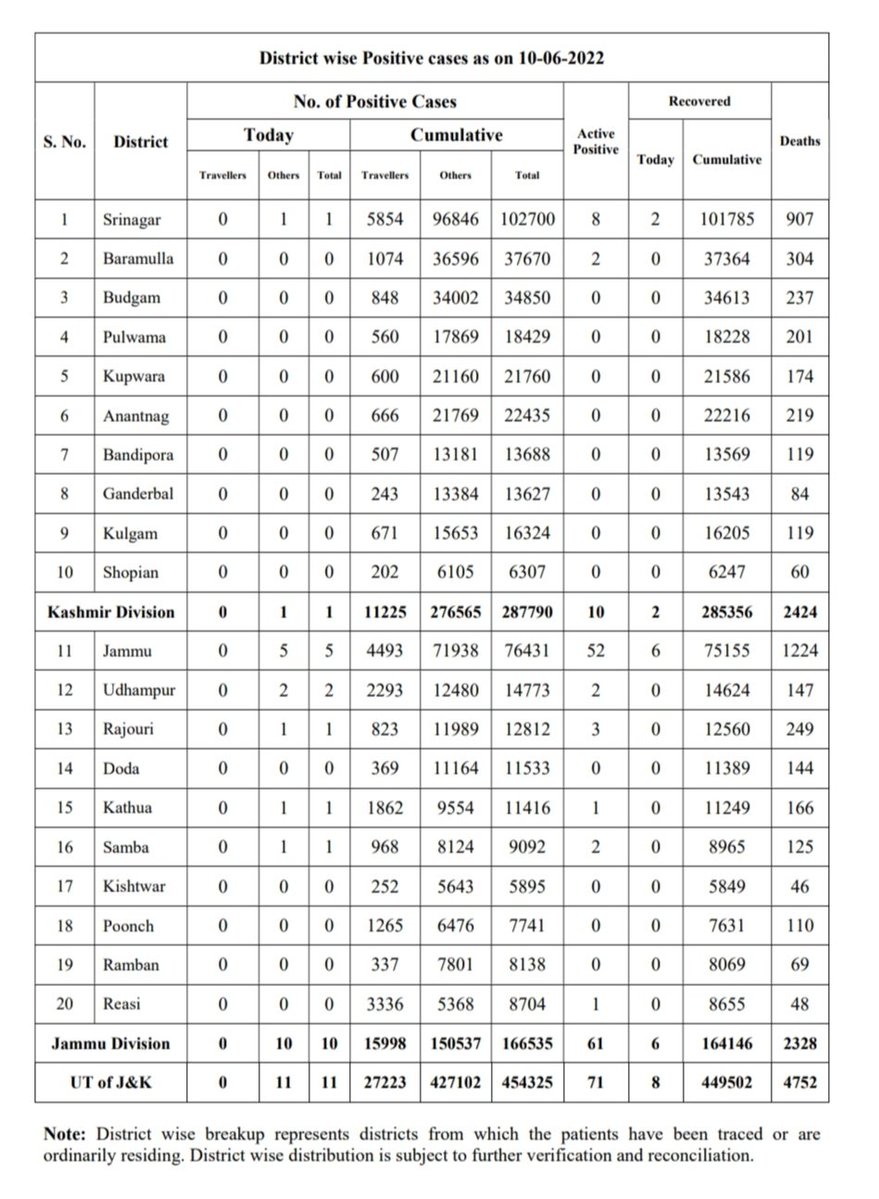 District wise Positive cases as on 10-06-2022
S. No. District No. of Positive Cases Active Positive Recovered Deaths
Today Cumulative Today Cumulative
Travellers Others Total Travellers Others Total
1 Srinagar 0 1 1 5854 96846 102700 8 2 101785 907
2 Baramulla 0 0 0 1074 36596 37670 2 0 37364 304
3 Budgam 0 0 0 848 34002 34850 0 0 34613 237
4 Pulwama 0 0 0 560 17869 18429 0 0 18228 201
5 Kupwara 0 0 0 600 21160 21760 0 0 21586 174
6 Anantnag 0 0 0 666 21769 22435 0 0 22216 219
7 Bandipora 0 0 0 507 13181 13688 0 0 13569 119
8 Ganderbal 0 0 0 243 13384 13627 0 0 13543 84
9 Kulgam 0 0 0 671 15653 16324 0 0 16205 119
10 Shopian 0 0 0 202 6105 6307 0 0 6247 60
Kashmir Division 0 1 1 11225 276565 287790 10 2 285356 2424
11 Jammu 0 5 5 4493 71938 76431 52 6 75155 1224
12 Udhampur 0 2 2 2293 12480 14773 2 0 14624 147
13 Rajouri 0 1 1 823 11989 12812 3 0 12560 249
14 Doda 0 0 0 369 11164 11533 0 0 11389 144
15 Kathua 0 1 1 1862 9554 11416 1 0 11249 166
16 Samba 0 1 1 968 8124 9092 2 0 8965 125
17 Kishtwar 0 0 0 252 5643 5895 0 0 5849 46
18 Poonch 0 0 0 1265 6476 7741 0 0 7631 110
19 Ramban 0 0 0 337 7801 8138 0 0 8069 69
20 Reasi 0 0 0 3336 5368 8704 1 0 8655 48
Jammu Division 0 10 10 15998 150537 166535 61 6 164146 2328
UT of J&K 0 11 11 27223 427102 454325 71 8 449502 4752
Note: District wise breakup represents districts from which the patients have been traced or are
ordinarily residing. District wise distribution is subject to further verification and reconciliation.